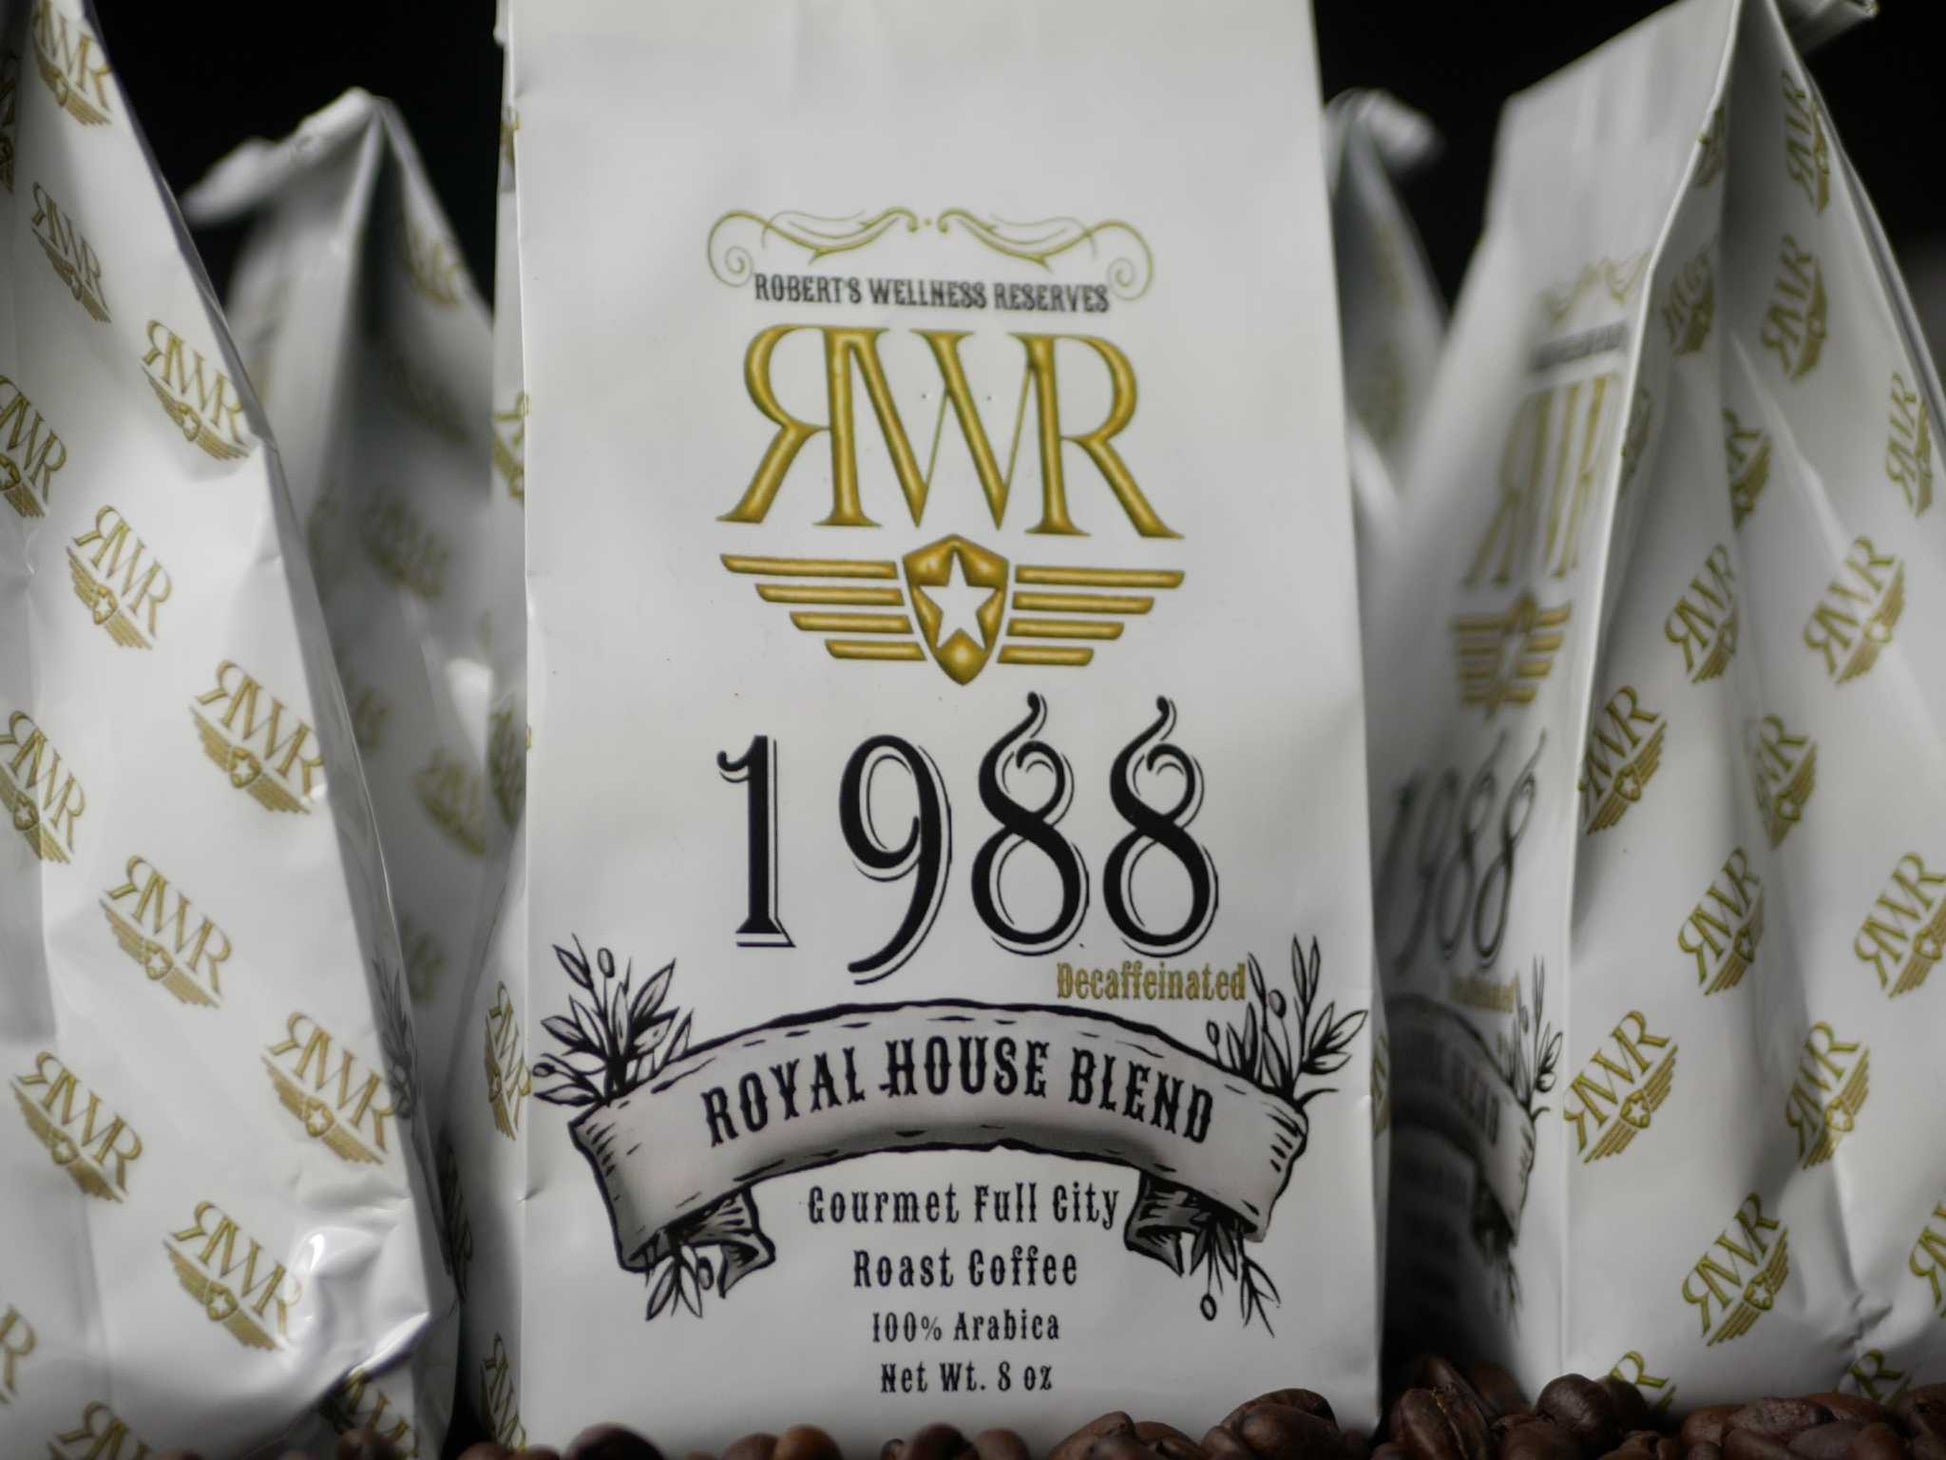 ROBERT'S WELLNESS RESERVES
RWR
1988
Decaffeinated
ROYAL HOUSE BLEND
Gourmet Full City
Roast Coffee
100% Arabica
Net Wt. 8 oz